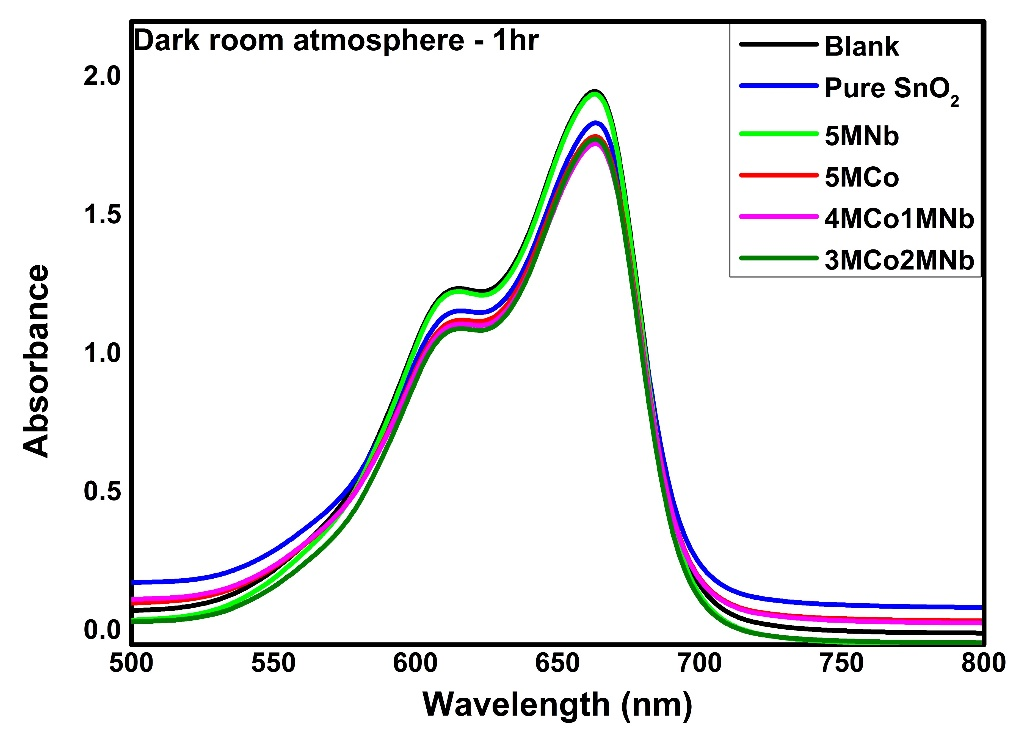 Dark room atmosphere - 1hr
Blank
Pure SnO₂
5MNb
5MCo
4MCo1MNb
3MCo2MNb
2.0
1.5
1.0
0.5
0.0
Absorbance
500 550 600 650 700 750 800
Wavelength (nm)